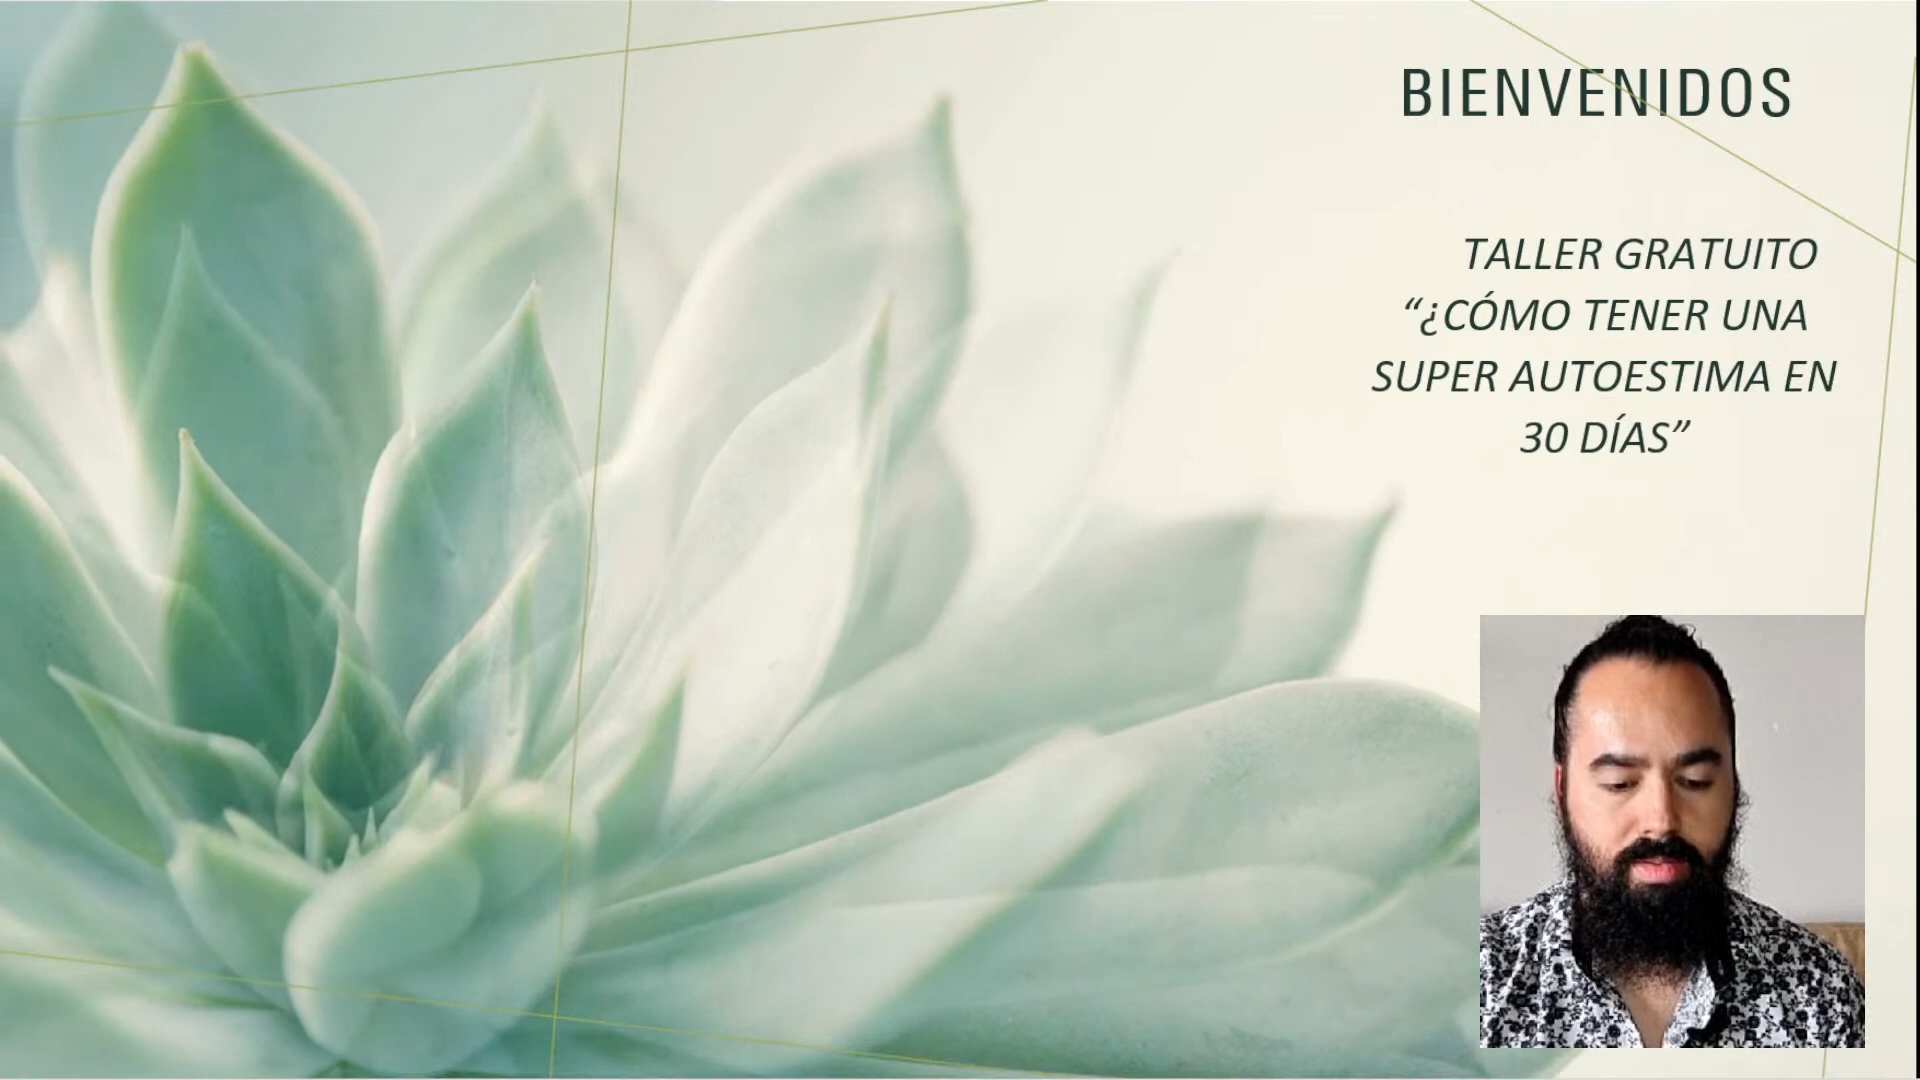 BIENVENIDOS
TALLER GRATUITO
“¿CÓMO TENER UNA
SUPER AUTOESTIMA EN
30 DÍAS”